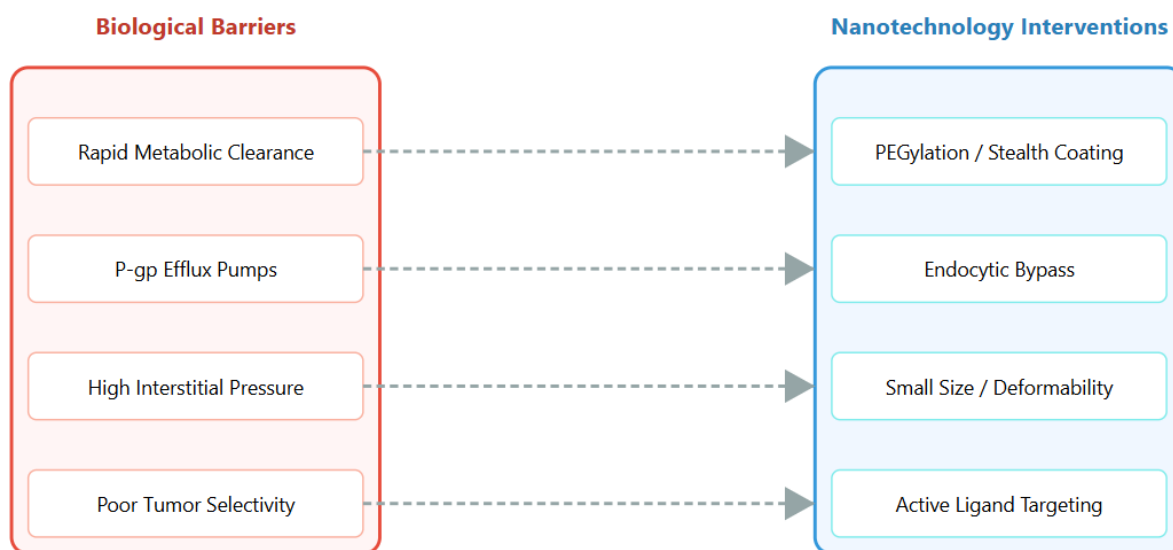 Biological Barriers
Nanotechnology Interventions
Rapid Metabolic Clearance
PEGylation / Stealth Coating
P-gp Efflux Pumps
Endocytic Bypass
High Interstitial Pressure
Small Size / Deformability
Poor Tumor Selectivity
Active Ligand Targeting